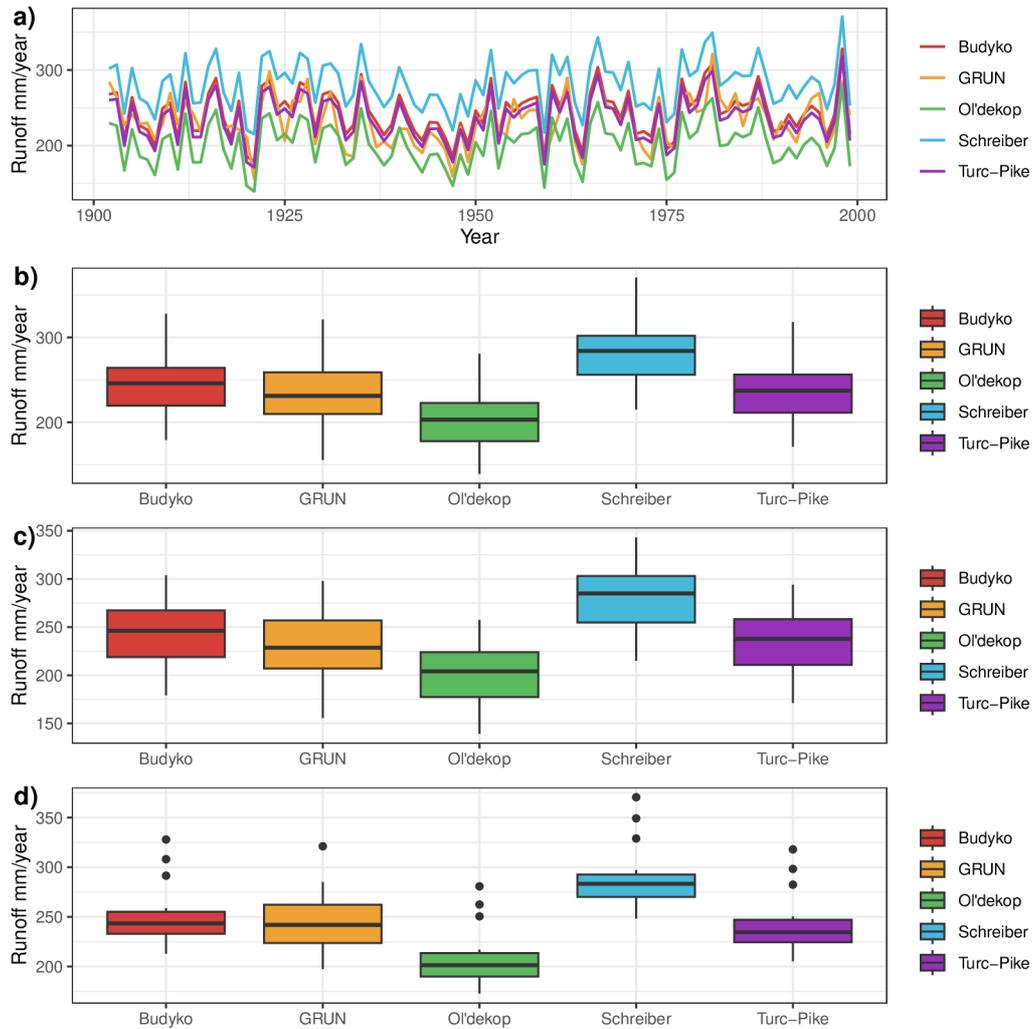 a)
Runoff mm/year
300
200
1900 1925 1950 1975 2000
Year
Budyko
GRUN
Ol'dekop
Schreiber
Turc−Pike
b)
Runoff mm/year
300
200
Budyko GRUN Ol'dekop Schreiber Turc−Pike
Budyko
GRUN
Ol'dekop
Schreiber
Turc−Pike
c)
Runoff mm/year
350
300
250
200
150
Budyko GRUN Ol'dekop Schreiber Turc−Pike
Budyko
GRUN
Ol'dekop
Schreiber
Turc−Pike
d)
Runoff mm/year
350
300
250
200
Budyko GRUN Ol'dekop Schreiber Turc−Pike
Budyko
GRUN
Ol'dekop
Schreiber
Turc−Pike